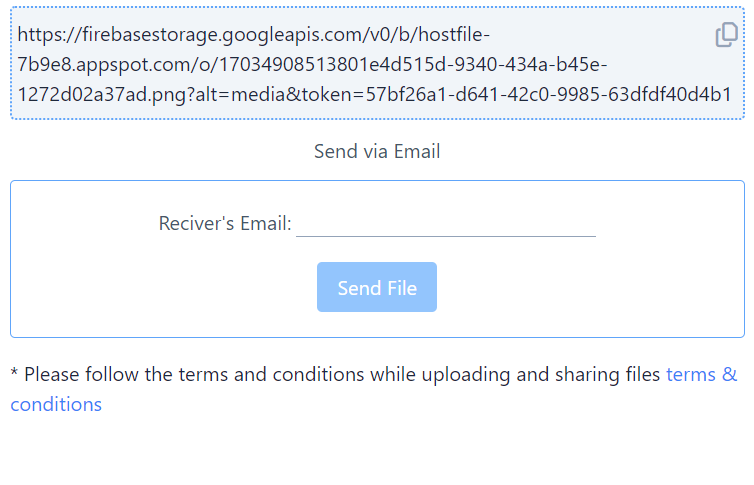 https://firebasestorage.googleapis.com/v0/b/hostfile-
7b9e8.appspot.com/o/17034908513801e4d515d-9340-434a-b45e-
1272d02a37ad.png?alt=media&token=57bf26a1-d641-42c0-9985-63dfdf40d4b1
Send via Email
Reciver's Email:
Send File
* Please follow the terms and conditions while uploading and sharing files terms &
conditions